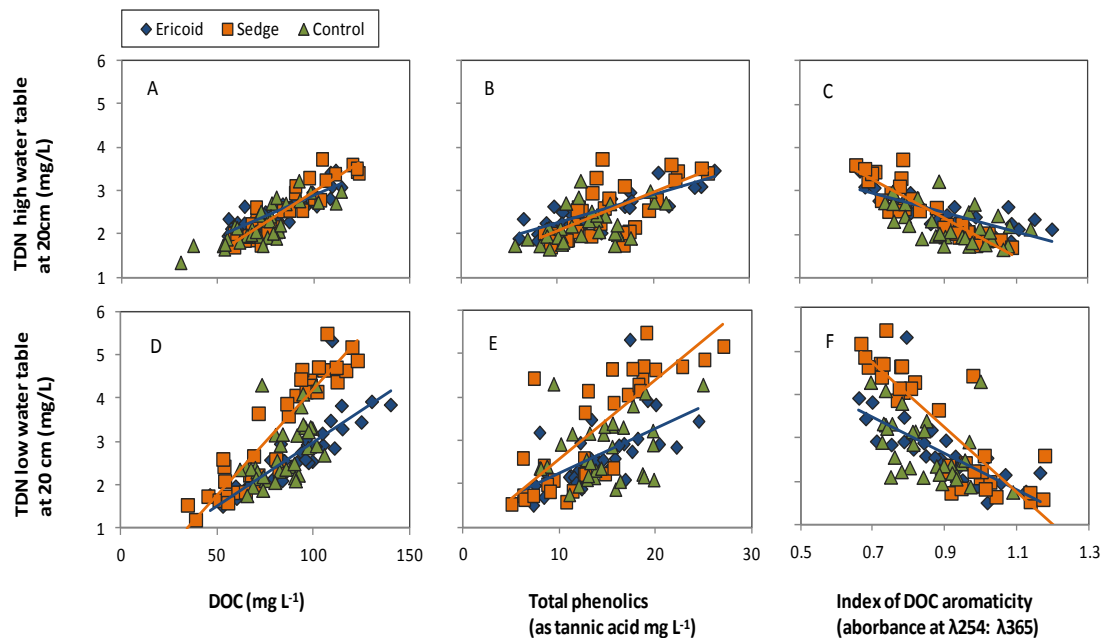 Ericoid Sedge Control
TDN high water table
at 20cm (mg/L)
6
5
4
3
2
1
A
B
C
TDN low water table
at 20 cm (mg/L)
6
5
4
3
2
1
D
E
F
0 50 100 150
0 10 20 30
0.5 0.7 0.9 1.1 1.3
DOC (mg L-1)
Total phenolics
(as tannic acid mg L-1)
Index of DOC aromaticity
(aborbance at λ254: λ365)